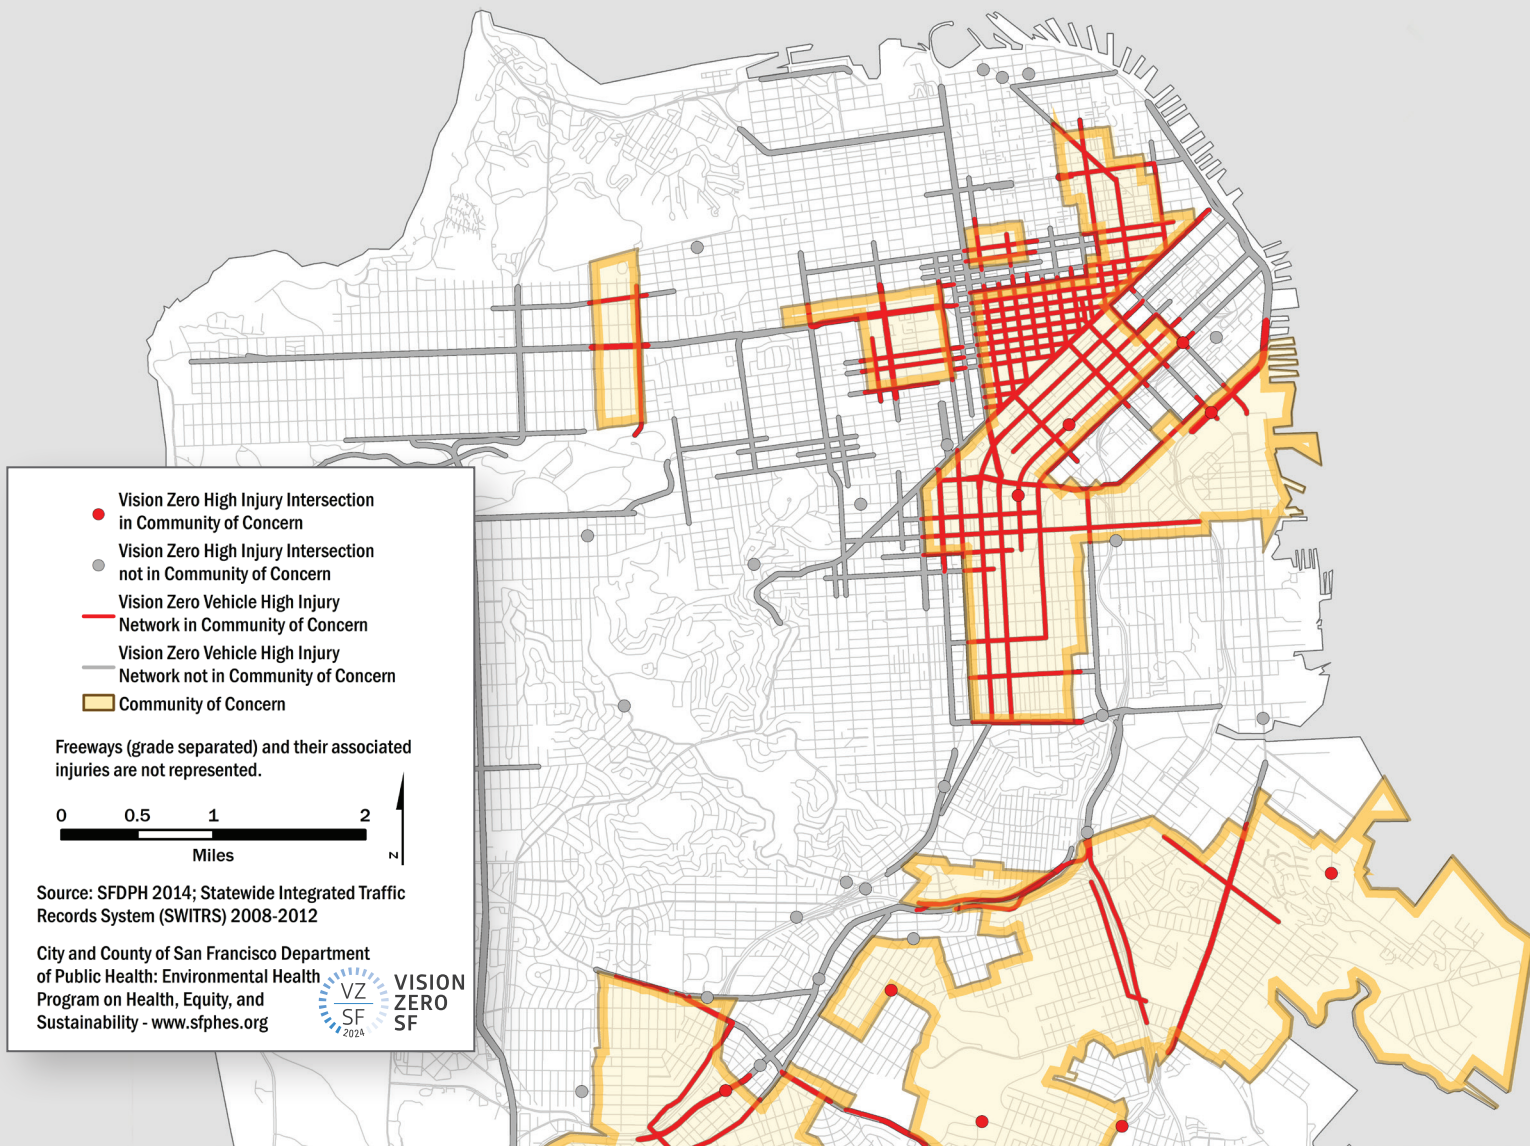 Vision Zero High Injury Intersection
in Community of Concern
Vision Zero High Injury Intersection
not in Community of Concern
Vision Zero Vehicle High Injury
Network in Community of Concern
Vision Zero Vehicle High Injury
Network not in Community of Concern
Community of Concern
Freeways (grade separated) and their associated
injuries are not represented.
0 0.5 1 2
Miles
N
Source: SFDPH 2014; Statewide Integrated Traffic
Records System (SWITRS) 2008-2012
City and County of San Francisco Department
of Public Health: Environmental Health
Program on Health, Equity, and
Sustainability - www.sfphes.org
VZ
SF
2024
VISION
ZERO
SF